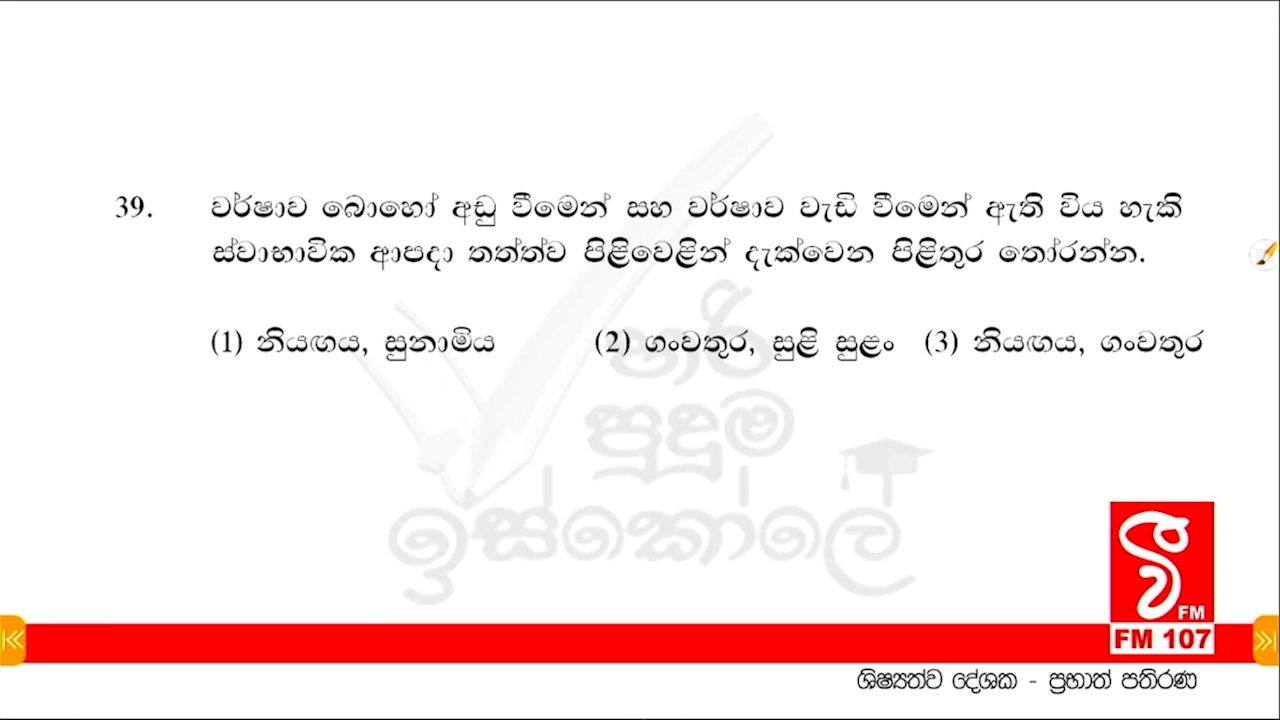 39. වර්ෂාව බොහෝ අඩු වීමෙන් සහ වර්ෂාව වැඩි වීමෙන් ඇති විය හැකි
ස්වාභාවික ආපදා තත්ත්ව පිළිවෙළින් දැක්වෙන පිළිතුර තෝරන්න.
(1) නියඟය, සුනාමිය (2) ගංවතුර, සුළි සුළං (3) නියඟය, ගංවතුර
හරි
පුදුම
ඉස්කෝලේ
FM
FM 107
ශිෂ්‍යත්ව දේශක - ප්‍රභාත් පතිරණ